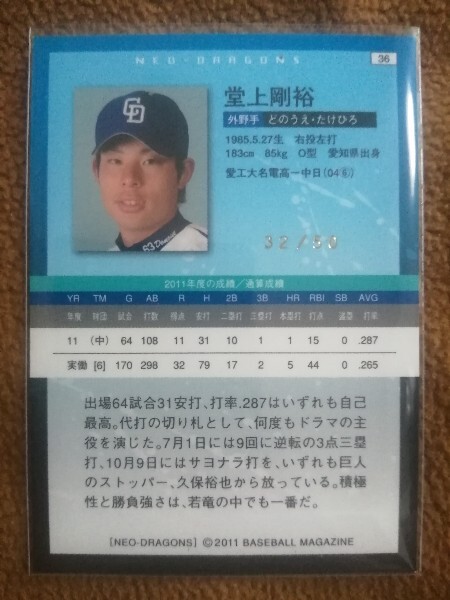 NEO-DRAGONS
36
堂上剛裕
外野手 どのうえ・たけひろ
1985.5.27生 右投左打
183cm 85kg O型 愛知県出身
愛工大名電高－中日(04⑥)
CD
63 Dragons
32/50
2011年度の成績／通算成績
YR TM G AB R H 2B 3B HR RBI SB AVG
年度 球団 試合 打数 得点 安打 二塁打 三塁打 本塁打 打点 盗塁 打率
11 (中) 64 108 11 31 10 1 1 15 0 .287
実働 [6] 170 298 32 79 17 2 5 44 0 .265
出場64試合31安打、打率.287はいずれも自己
最高。代打の切り札として、何度もドラマの主
役を演じた。7月1日には9回に逆転の3点三塁
打、10月9日にはサヨナラ打を、いずれも巨人
のストッパー、久保裕也から放っている。積極
性と勝負強さは、若竜の中でも一番だ。
[NEO-DRAGONS] ©2011 BASEBALL MAGAZINE